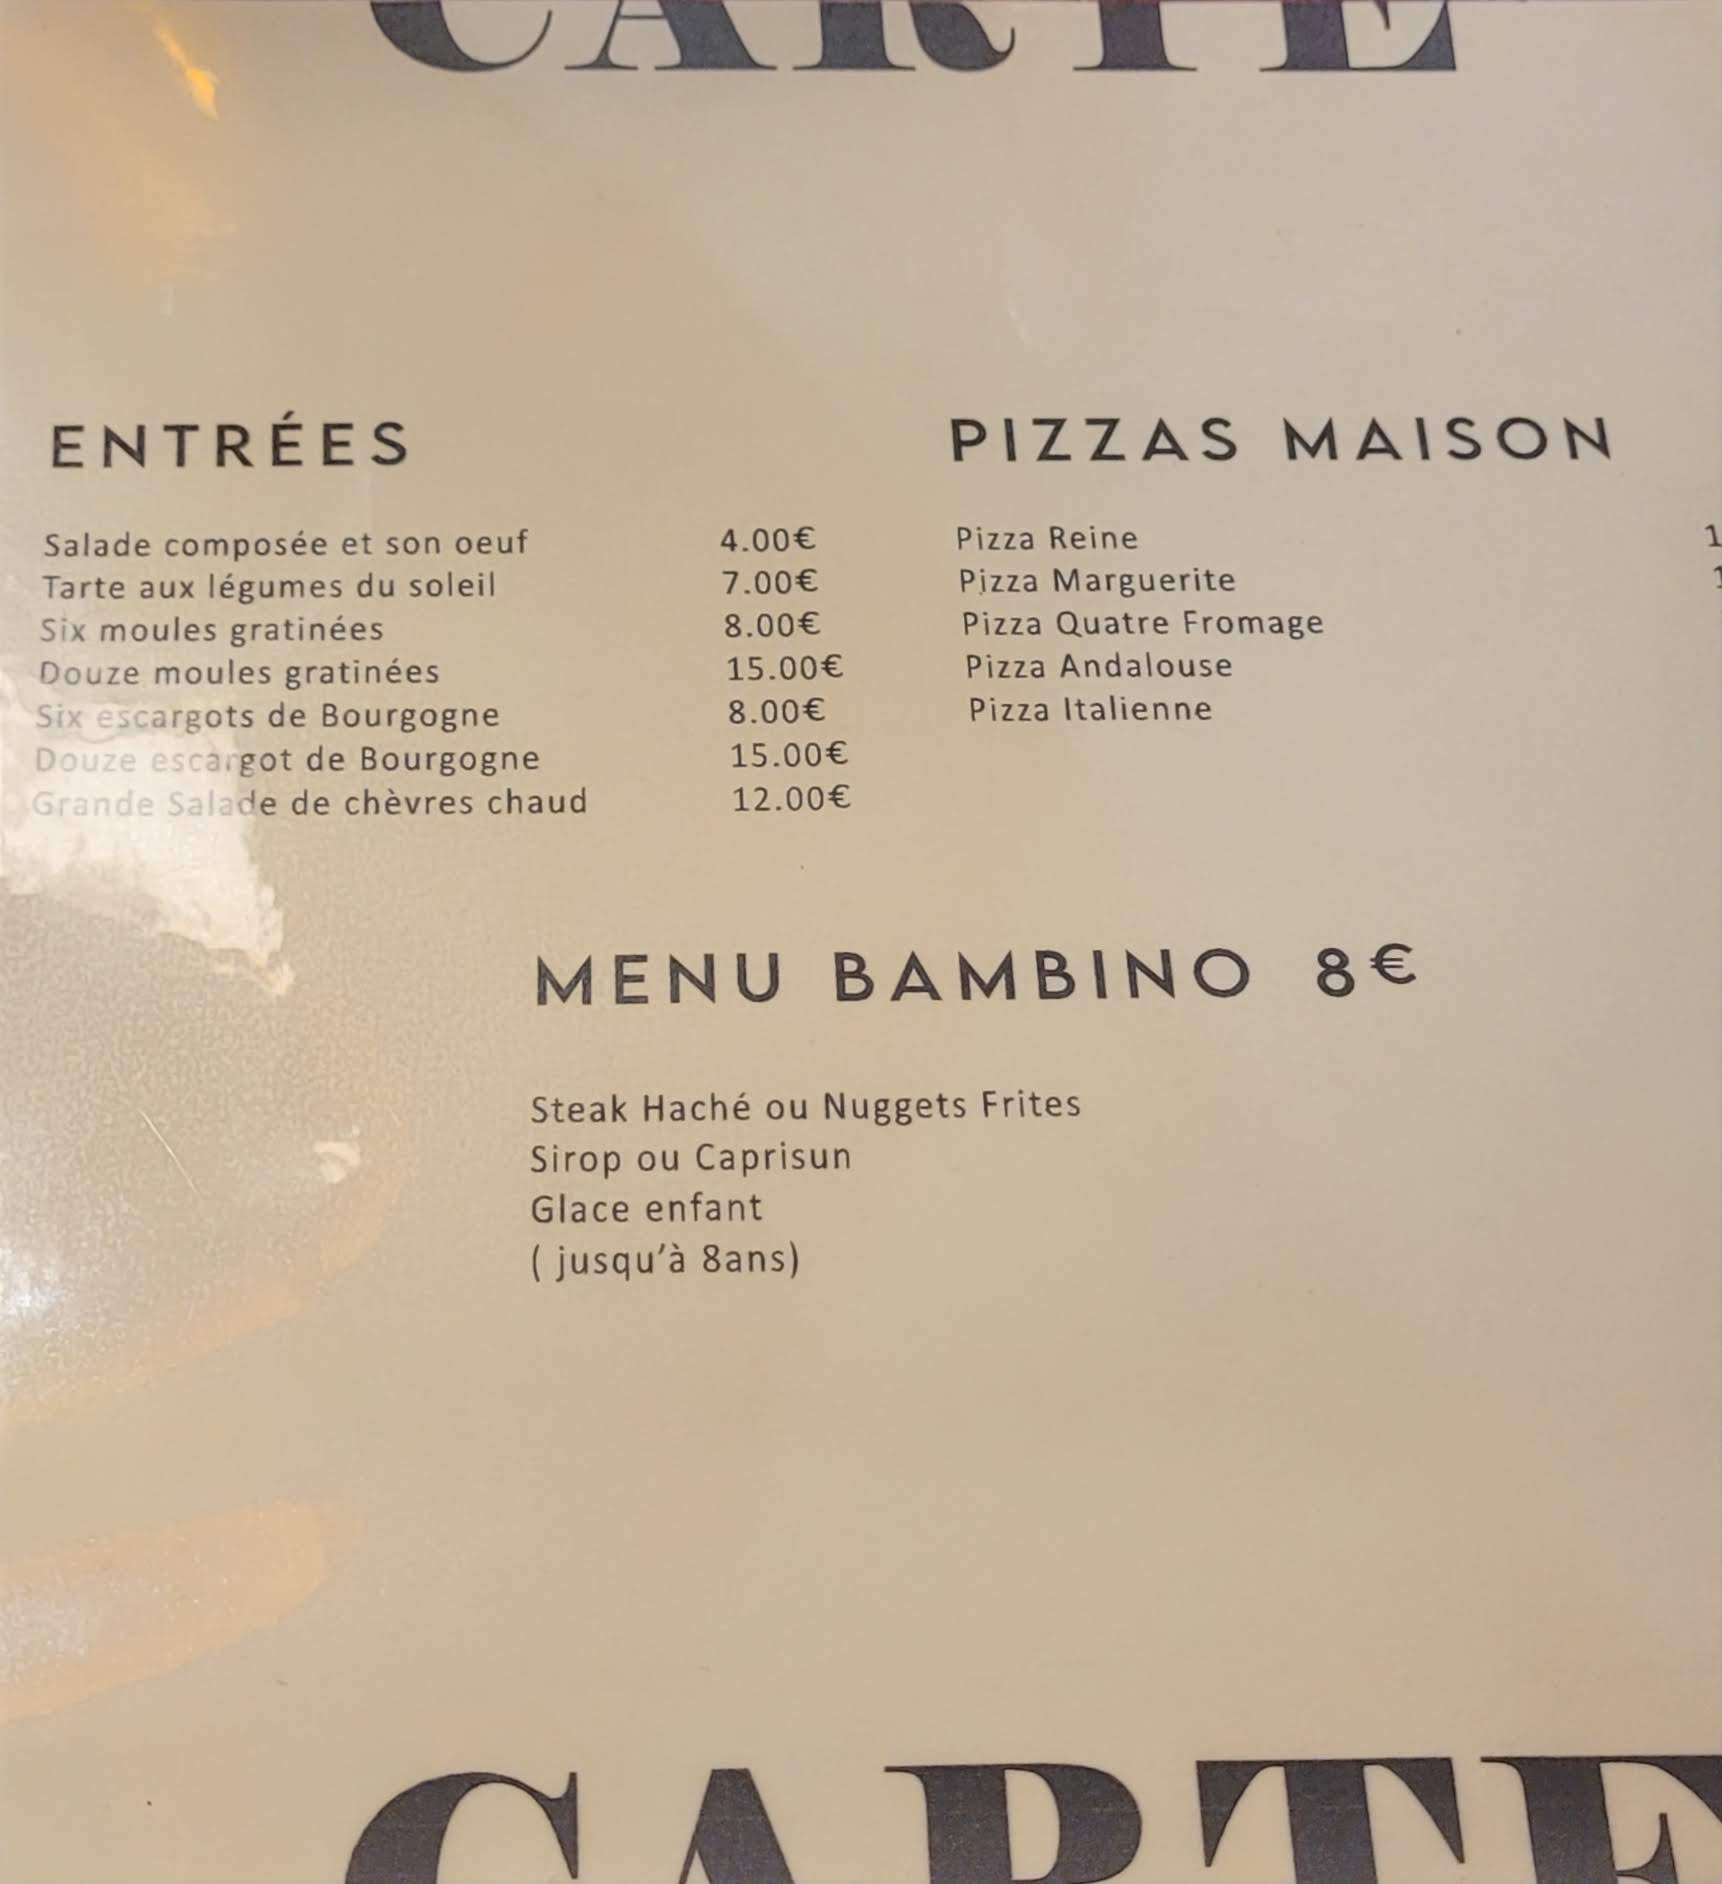 CARTE
ENTRÉES
Salade composée et son oeuf 4.00€
Tarte aux légumes du soleil 7.00€
Six moules gratinées 8.00€
Douze moules gratinées 15.00€
Six escargots de Bourgogne 8.00€
Douze escargot de Bourgogne 15.00€
Grande Salade de chèvres chaud 12.00€
PIZZAS MAISON
Pizza Reine
Pizza Marguerite
Pizza Quatre Fromage
Pizza Andalouse
Pizza Italienne
MENU BAMBINO 8€
Steak Haché ou Nuggets Frites
Sirop ou Caprisun
Glace enfant
( jusqu'à 8ans)
CARTE